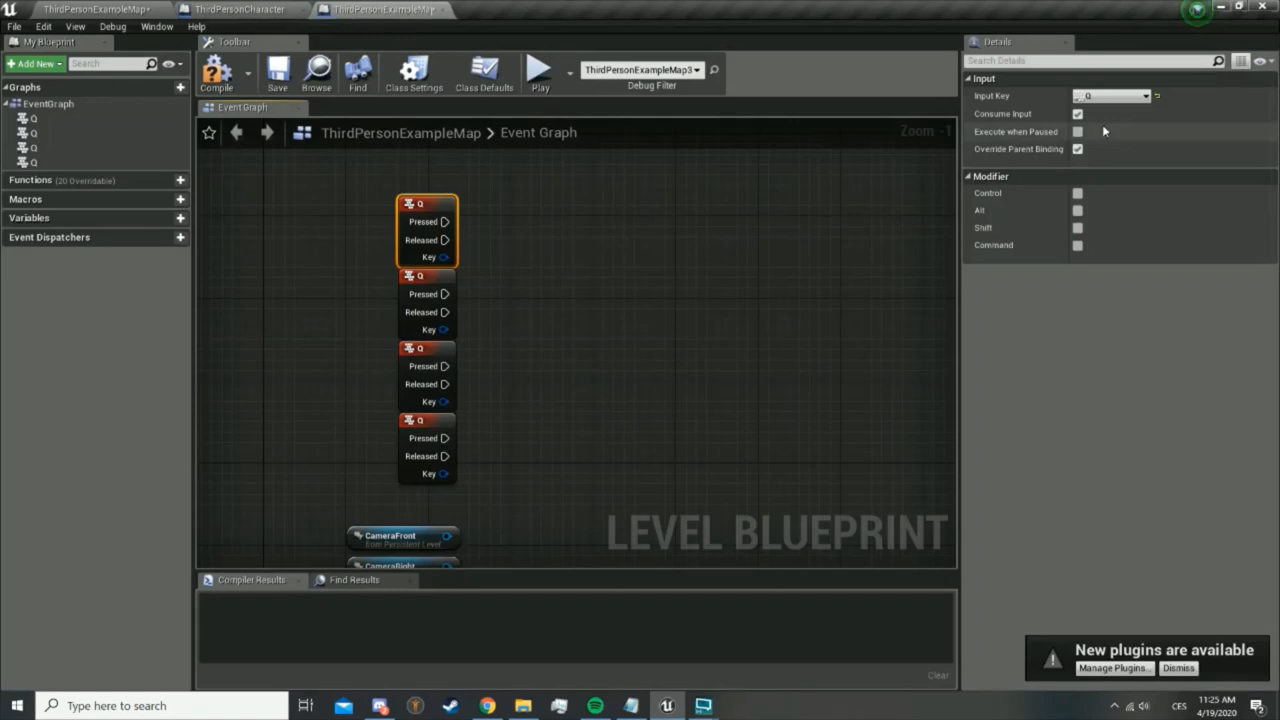 ThirdPersonExampleMap*
ThirdPersonCharacter
ThirdPersonExampleMap
File
Edit
View
Debug
Window
Help
My Blueprint
Add New
Search
Graphs
EventGraph
Q
Q
Q
Q
Functions (20 Overridable)
Macros
Variables
Event Dispatchers
Toolbar
Compile
Save
Browse
Find
Class Settings
Class Defaults
Play
ThirdPersonExampleMap3
Debug Filter
Event Graph
ThirdPersonExampleMap > Event Graph
Zoom -1
Q
Pressed
Released
Key
Q
Pressed
Released
Key
Q
Pressed
Released
Key
Q
Pressed
Released
Key
CameraFront
from Persistent Level
CameraRight
LEVEL BLUEPRINT
Compiler Results
Find Results
Clear
Details
Search Details
Input
Input Key
Q
Consume Input
Execute when Paused
Override Parent Binding
Modifier
Control
Alt
Shift
Command
New plugins are available
Manage Plugins...
Dismiss
Type here to search
CES
11:25 AM
4/19/2020
2